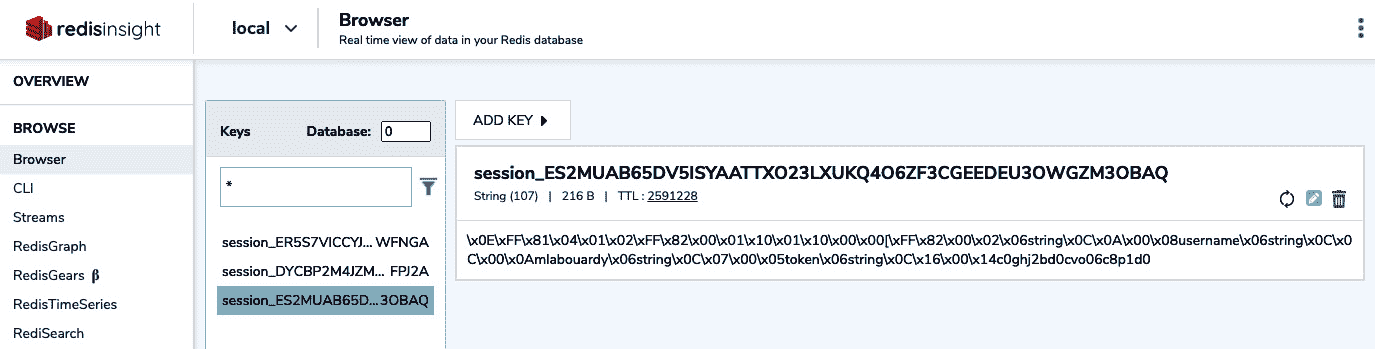 redisinsight
local
Browser
Real time view of data in your Redis database
OVERVIEW
BROWSE
Browser
CLI
Streams
RedisGraph
RedisGears β
RedisTimeSeries
RediSearch
Keys Database: 0
*
session_ER5S7VICCYJ...WFNGA
session_DYCBP2M4JZM... FPJ2A
session_ES2MUAB65D...3OBAQ
ADD KEY
session_ES2MUAB65DV5ISYAATTXO23LXUKQ4O6ZF3CGEEDEU3OWGZM3OBAQ
String (107) | 216 B | TTL : 2591228
\x0E\xFF\x81\x04\x01\x02\xFF\x82\x00\x01\x10\x01\x10\x00\x00[\xFF\x82\x00\x02\x06string\x0C\x0A\x00\x08username\x06string\x0C\x0
C\x00\x0Amlabouardy\x06string\x0C\x07\x00\x05token\x06string\x0C\x16\x00\x14c0ghj2bd0cvo06c8p1d0